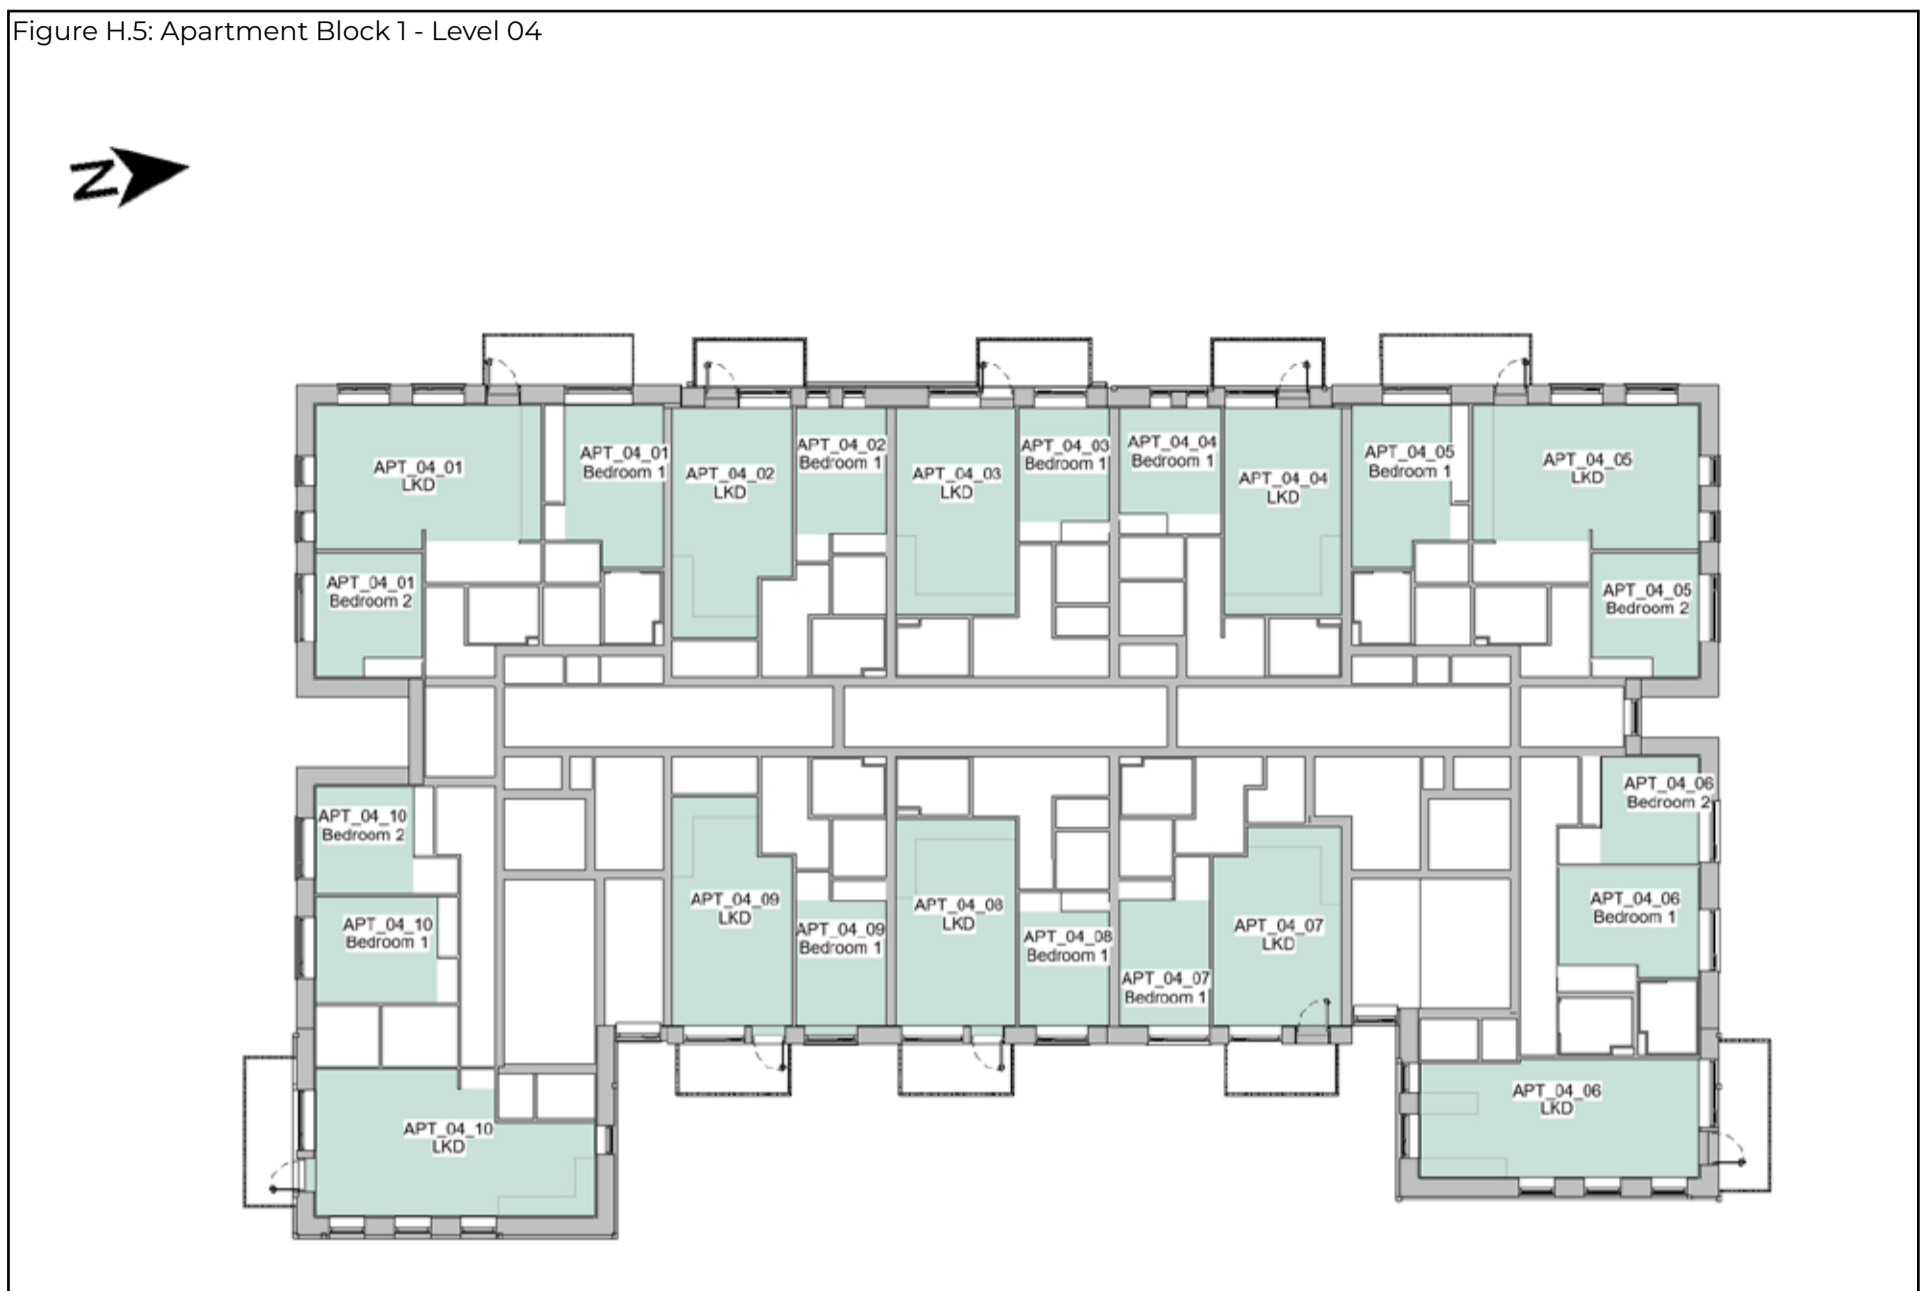 Figure H.5: Apartment Block 1 - Level 04
N
APT_04_01
LKD
APT_04_01
Bedroom 1
APT_04_02
LKD
APT_04_02
Bedroom 1
APT_04_03
LKD
APT_04_03
Bedroom 1
APT_04_04
Bedroom 1
APT_04_04
LKD
APT_04_05
Bedroom 1
APT_04_05
LKD
APT_04_01
Bedroom 2
APT_04_05
Bedroom 2
APT_04_10
Bedroom 2
APT_04_06
Bedroom 2
APT_04_10
Bedroom 1
APT_04_09
LKD
APT_04_09
Bedroom 1
APT_04_08
LKD
APT_04_08
Bedroom 1
APT_04_07
Bedroom 1
APT_04_07
LKD
APT_04_06
Bedroom 1
APT_04_10
LKD
APT_04_06
LKD